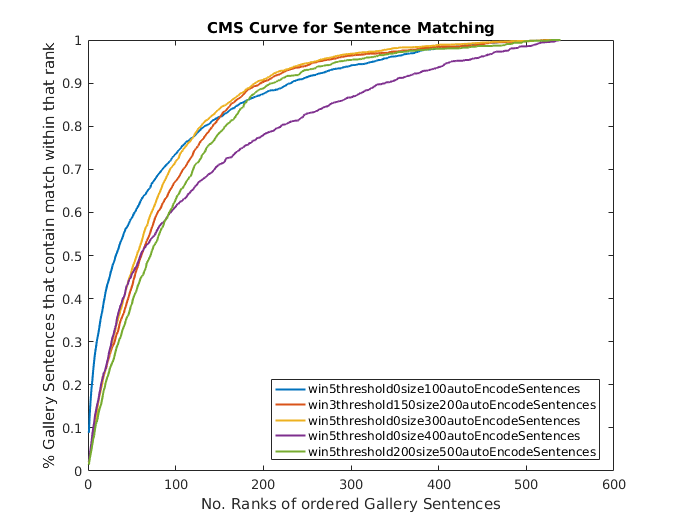 CMS Curve for Sentence Matching
% Gallery Sentences that contain match within that rank
1
0.9
0.8
0.7
0.6
0.5
0.4
0.3
0.2
0.1
0
0 100 200 300 400 500 600
No. Ranks of ordered Gallery Sentences
win5threshold0size100autoEncodeSentences
win3threshold150size200autoEncodeSentences
win5threshold0size300autoEncodeSentences
win5threshold0size400autoEncodeSentences
win5threshold200size500autoEncodeSentences